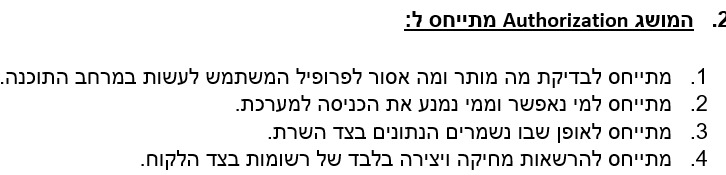 2. המושג Authorization מתייחס ל:
1. מתייחס לבדיקת מה מותר ומה אסור לפרופיל המשתמש לעשות במרחב התוכנה.
2. מתייחס למי נאפשר וממי נמנע את הכניסה למערכת.
3. מתייחס לאופן שבו נשמרים הנתונים בצד השרת.
4. מתייחס להרשאות מחיקה ויצירה בלבד של רשומות בצד הלקוח.